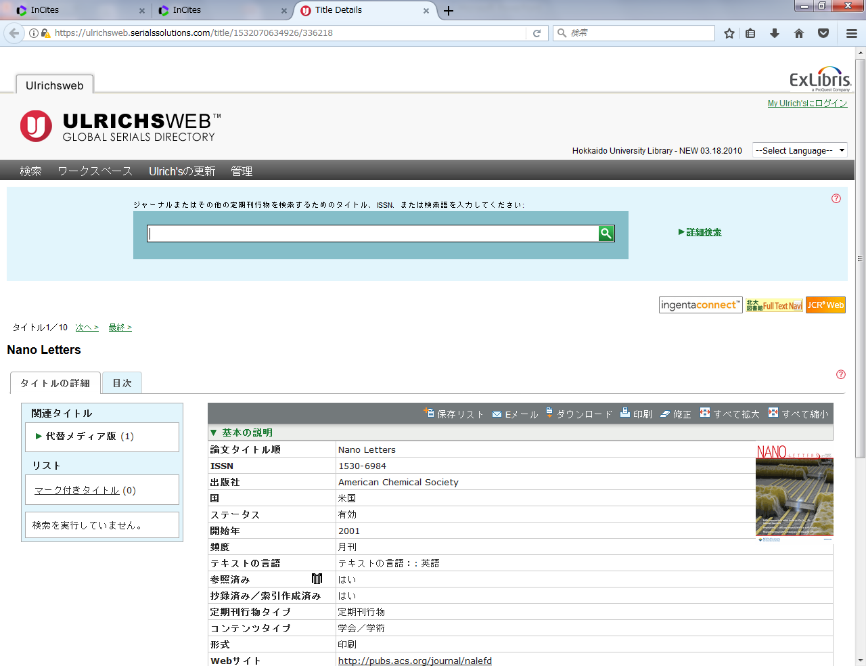 InCites
InCites
Title Details
https://ulrichsweb.serialssolutions.com/title/1532070634926/336218
検索
Ulrichsweb
ExLibris
a ProQuest Company
My Ulrich'sにログイン
ULRICHSWEB™
GLOBAL SERIALS DIRECTORY
Hokkaido University Library - NEW 03.18.2010
--Select Language--
検索 ワークスペース Ulrich'sの更新 管理
ジャーナルまたはその他の定期刊行物を検索するためのタイトル、ISSN、または検索語を入力してください:
詳細検索
ingentaconnect™
北大図書館 Full Text Navi
JCR® Web
タイトル1／10 次へ > 最終 >
Nano Letters
タイトルの詳細 目次
関連タイトル
代替メディア版 (1)
リスト
マーク付きタイトル (0)
検索を実行していません。
保存リスト Eメール ダウンロード 印刷 修正 すべて拡大 すべて縮小
▼ 基本の説明
論文タイトル順 Nano Letters
ISSN 1530-6984
出版社 American Chemical Society
国 米国
ステータス 有効
開始年 2001
頻度 月刊
テキストの言語 テキストの言語：; 英語
参照済み はい
抄録済み／索引作成済み はい
定期刊行物タイプ 定期刊行物
コンテンツタイプ 学会／学術
形式 印刷
Webサイト http://pubs.acs.org/journal/nalefd
NANO